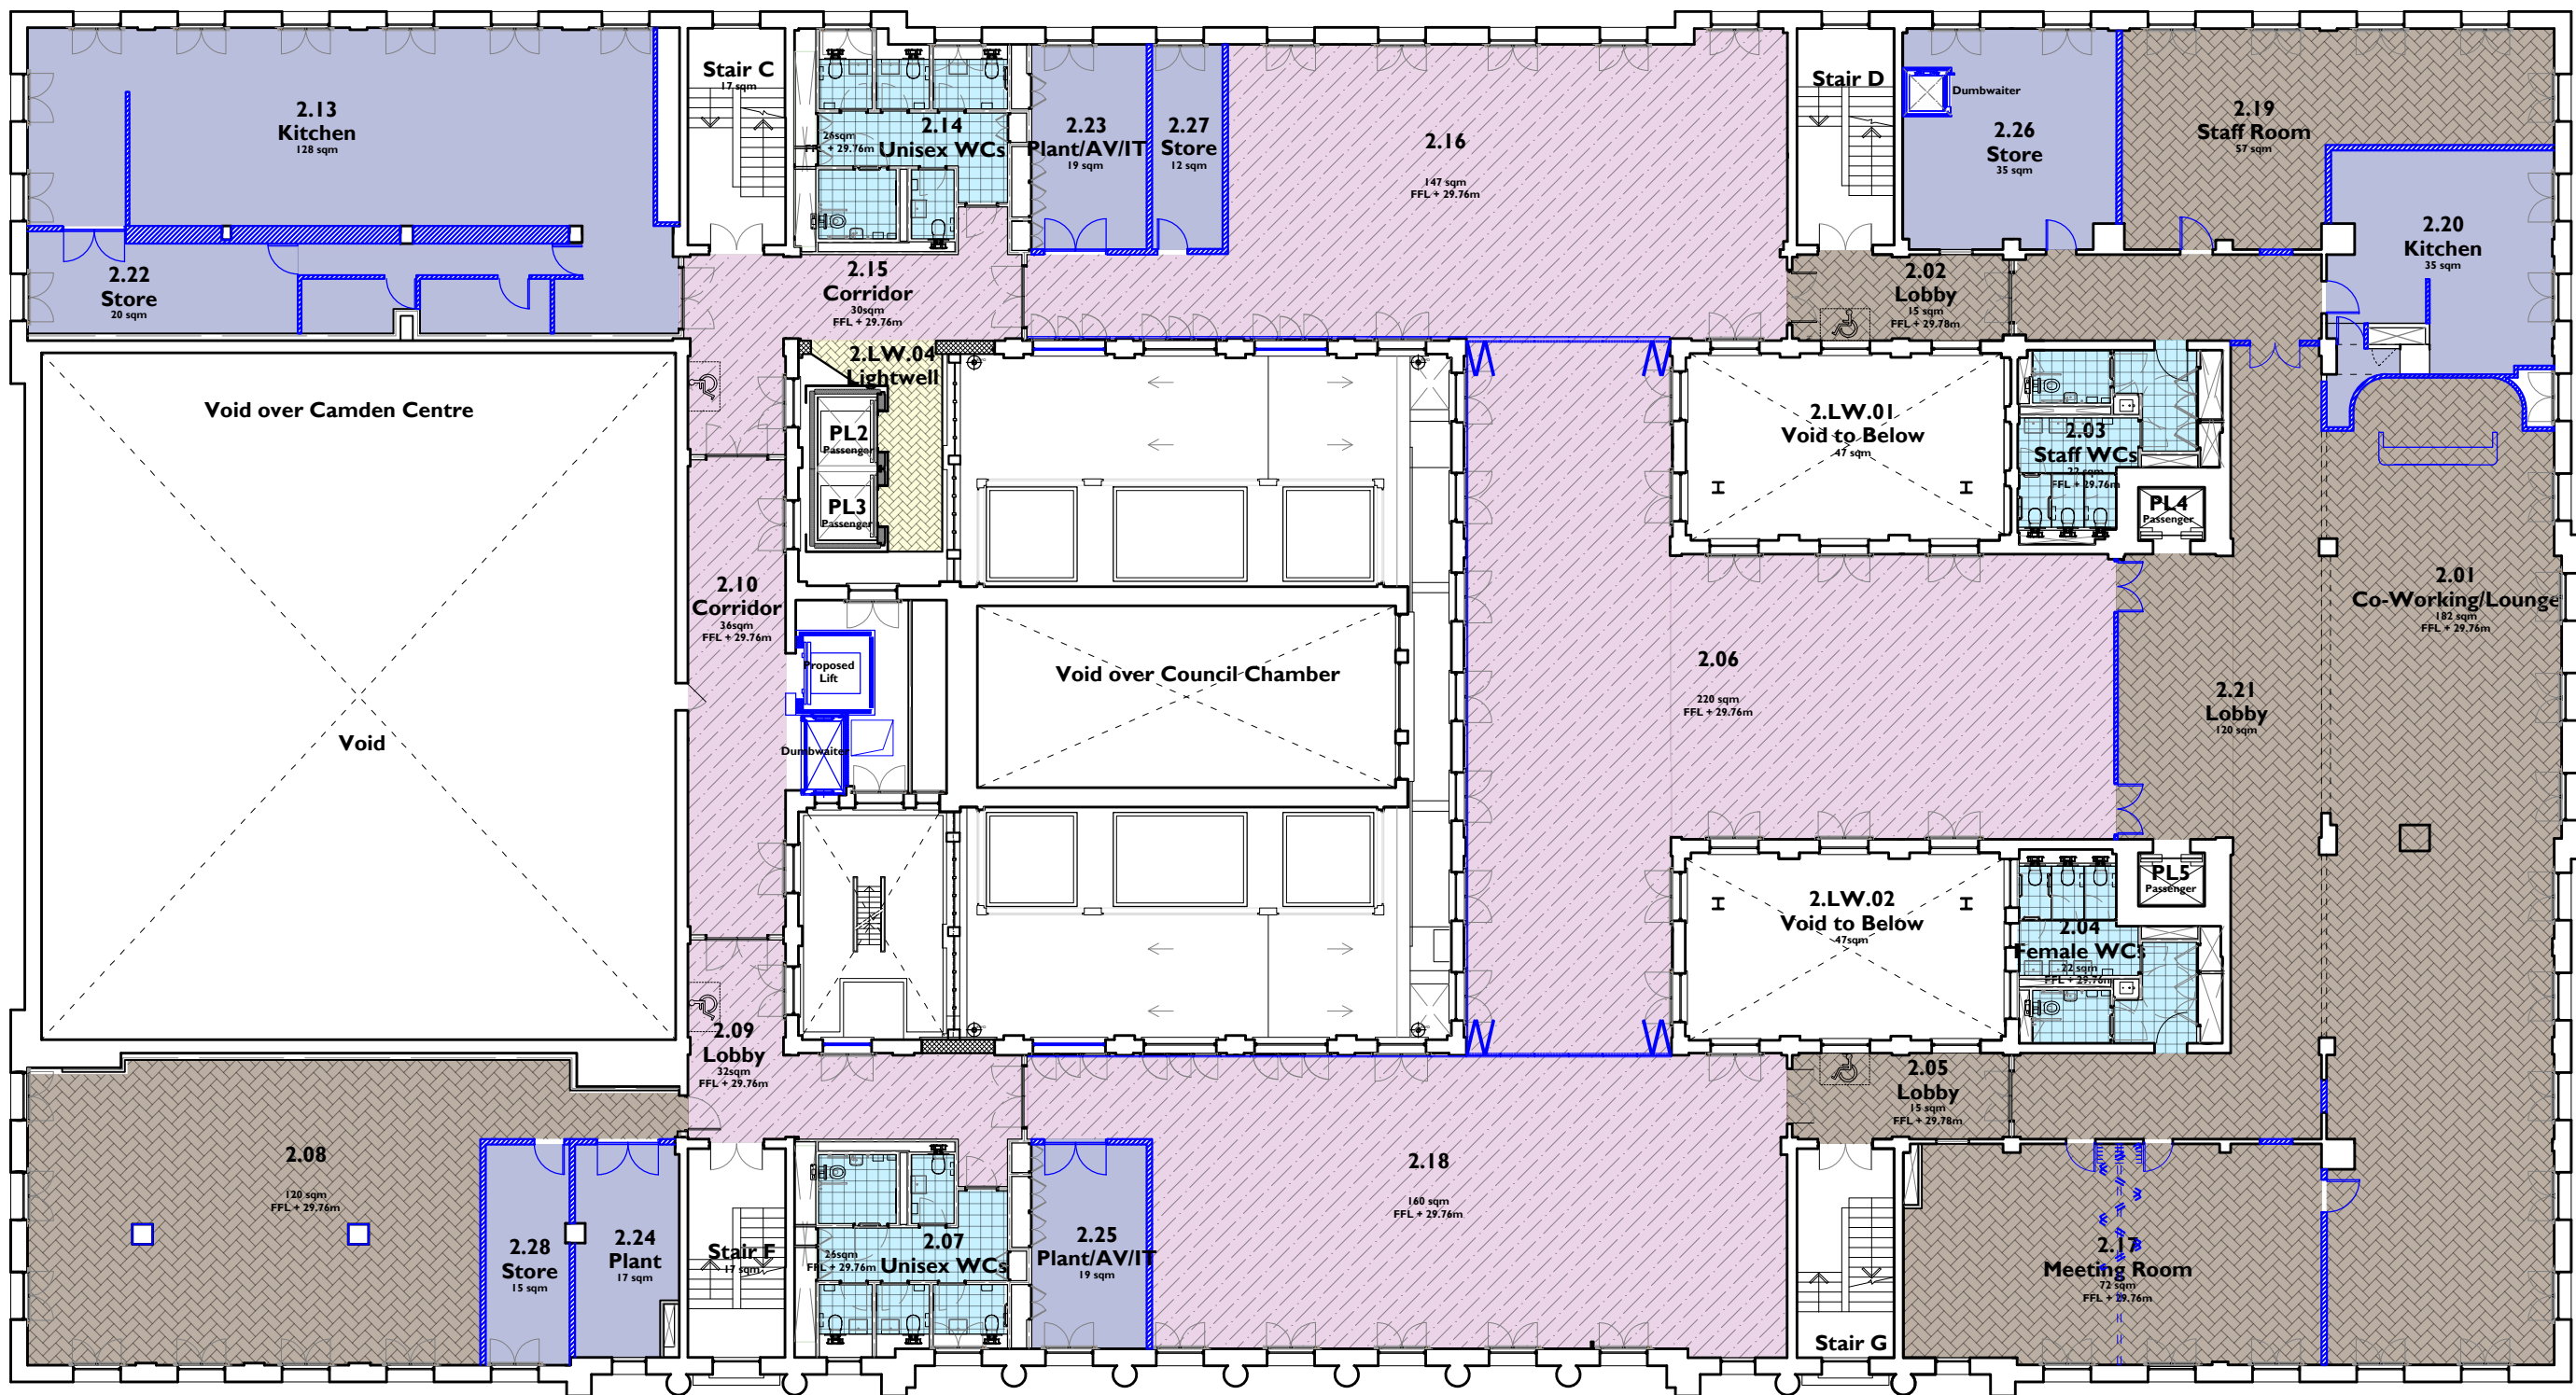 2.13
Kitchen
128 sqm
2.22
Store
20 sqm
Stair C
17 sqm
26sqm
FFL + 29.76m
2.14
Unisex WCs
2.23
Plant/AV/IT
19 sqm
2.27
Store
12 sqm
2.16
147 sqm
FFL + 29.76m
Stair D
Dumbwaiter
2.26
Store
35 sqm
2.19
Staff Room
57 sqm
2.20
Kitchen
35 sqm
2.15
Corridor
30sqm
FFL + 29.76m
2.02
Lobby
15 sqm
FFL + 29.78m
2.LW.04
Lightwell
PL2
Passenger
PL3
Passenger
Void over Camden Centre
Void
2.LW.01
Void to Below
47 sqm
2.03
Staff WCs
22 sqm
FFL + 29.76m
PL4
Passenger
2.10
Corridor
36sqm
FFL + 29.76m
Proposed
Lift
Dumbwaiter
Void over Council Chamber
2.06
220 sqm
FFL + 29.76m
2.21
Lobby
120 sqm
2.01
Co-Working/Lounge
182 sqm
FFL + 29.76m
2.LW.02
Void to Below
47sqm
2.04
Female WCs
22 sqm
FFL + 29.76m
PL5
Passenger
2.09
Lobby
32sqm
FFL + 29.76m
2.05
Lobby
15 sqm
FFL + 29.78m
2.08
120 sqm
FFL + 29.76m
2.28
Store
15 sqm
2.24
Plant
17 sqm
Stair F
17 sqm
26sqm
FFL + 29.76m
2.07
Unisex WCs
2.25
Plant/AV/IT
19 sqm
2.18
160 sqm
FFL + 29.76m
Stair G
2.17
Meeting Room
72 sqm
FFL + 29.76m